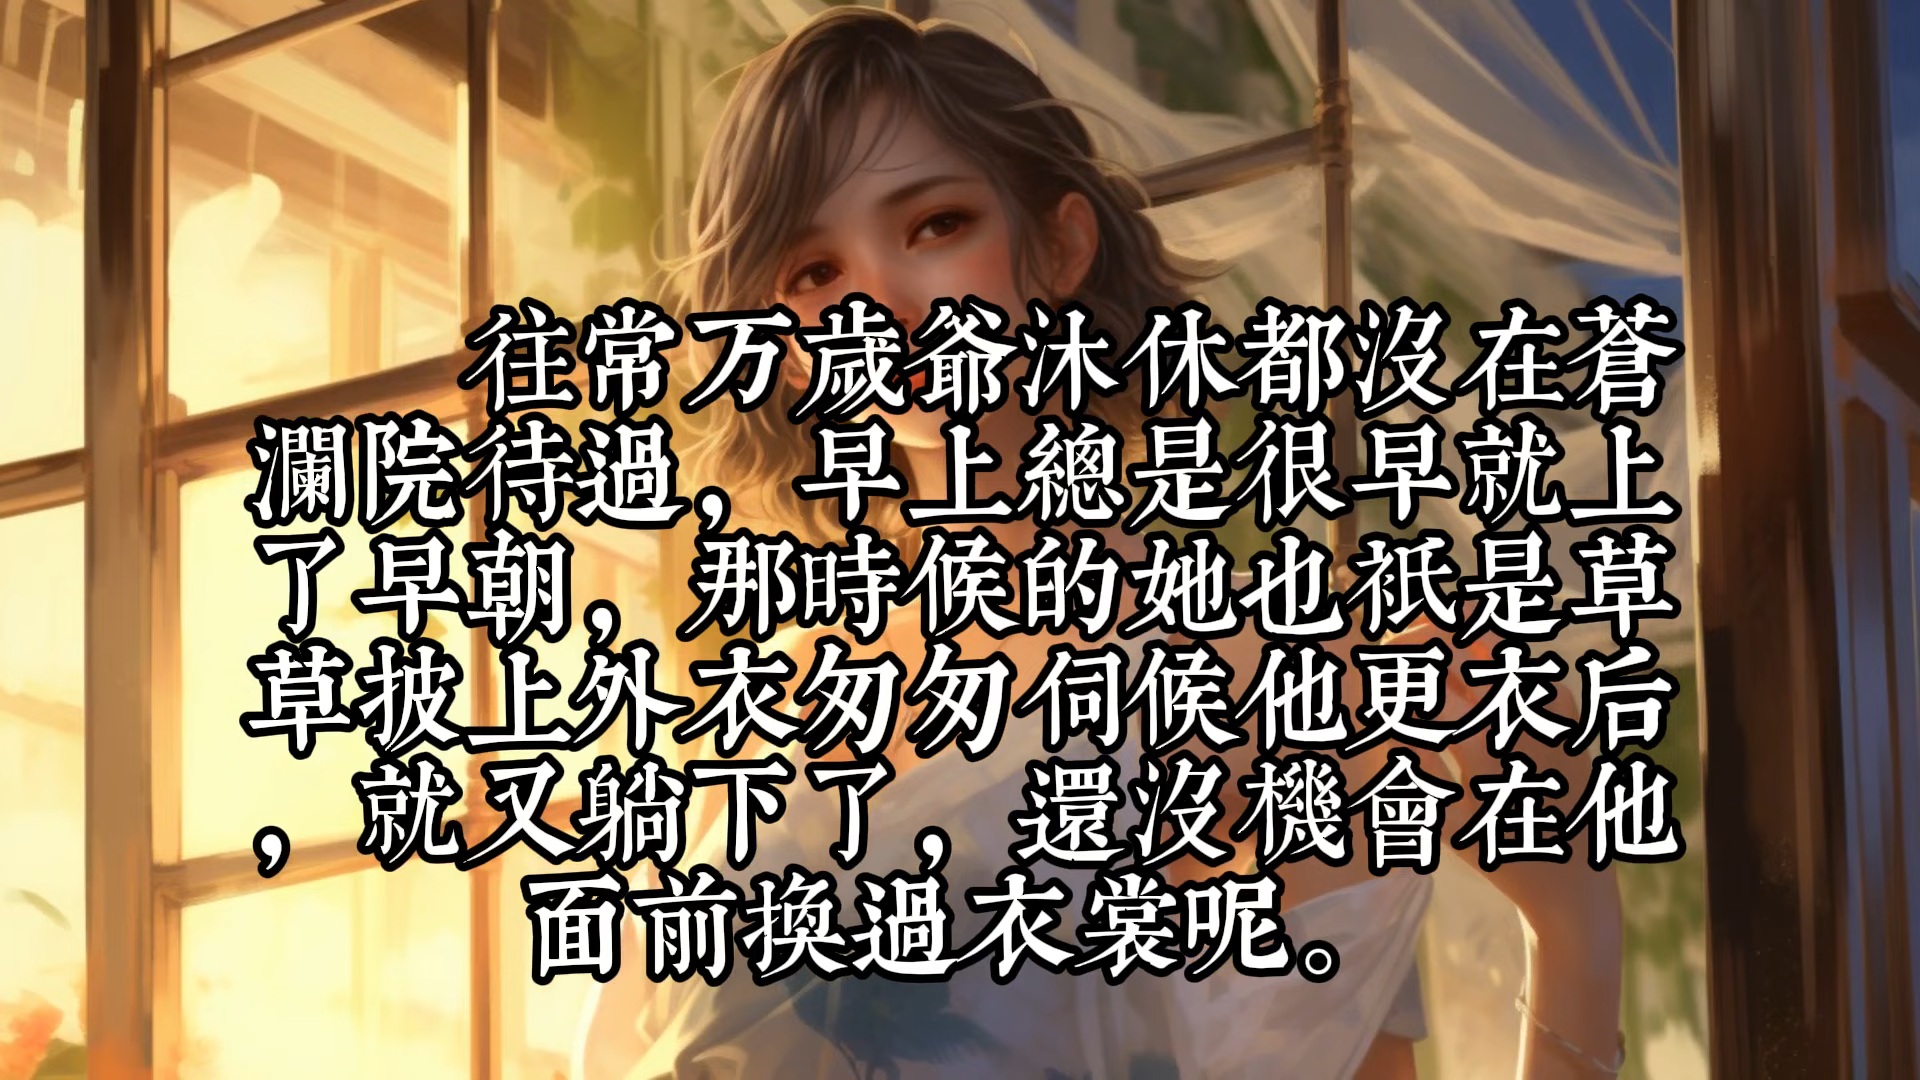 往常万歲爺沐休都沒在蒼
瀾院待過，早上總是很早就上
了早朝，那時候的她也衹是草
草披上外衣匆匆伺候他更衣后
，就又躺下了，還沒機會在他
面前換過衣裳呢。